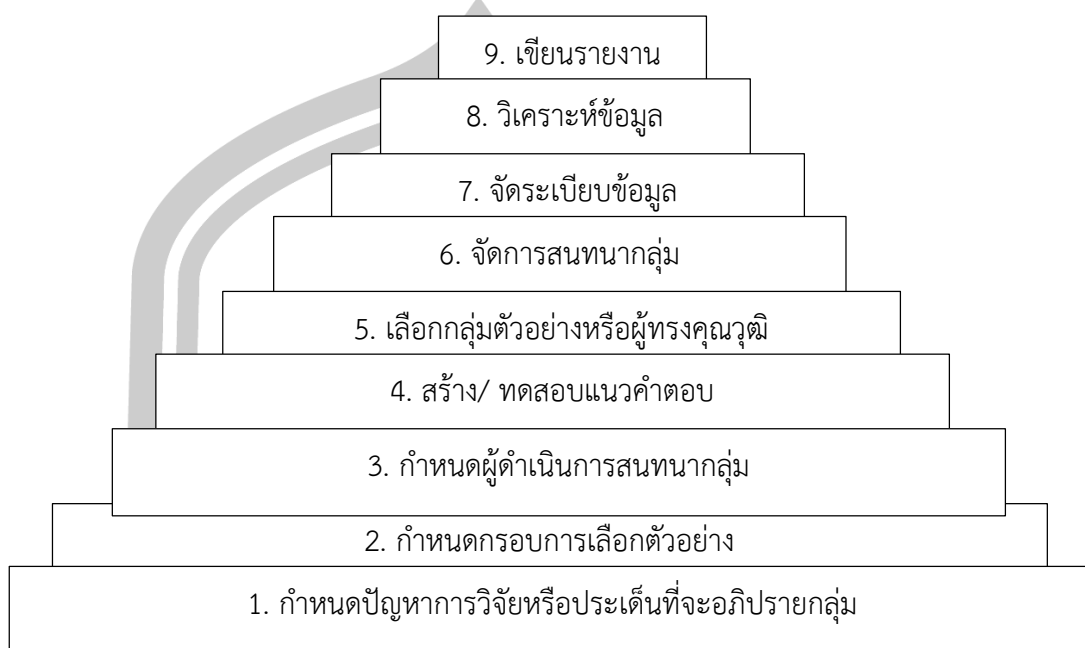 9. เขียนรายงาน
8. วิเคราะห์ข้อมูล
7. จัดระเบียบข้อมูล
6. จัดการสนทนากลุ่ม
5. เลือกกลุ่มตัวอย่างหรือผู้ทรงคุณวุฒิ
4. สร้าง/ ทดสอบแนวคำตอบ
3. กำหนดผู้ดำเนินการสนทนากลุ่ม
2. กำหนดกรอบการเลือกตัวอย่าง
1. กำหนดปัญหาการวิจัยหรือประเด็นที่จะอภิปรายกลุ่ม